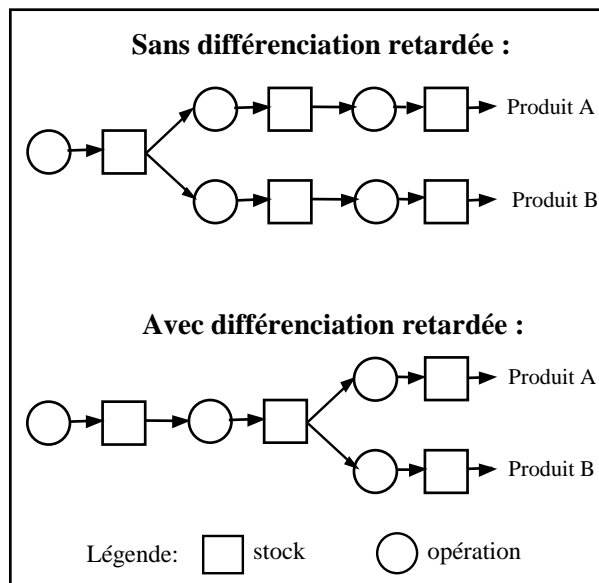 Sans différenciation retardée :
Produit A
Produit B
Avec différenciation retardée :
Produit A
Produit B
Légende: stock opération